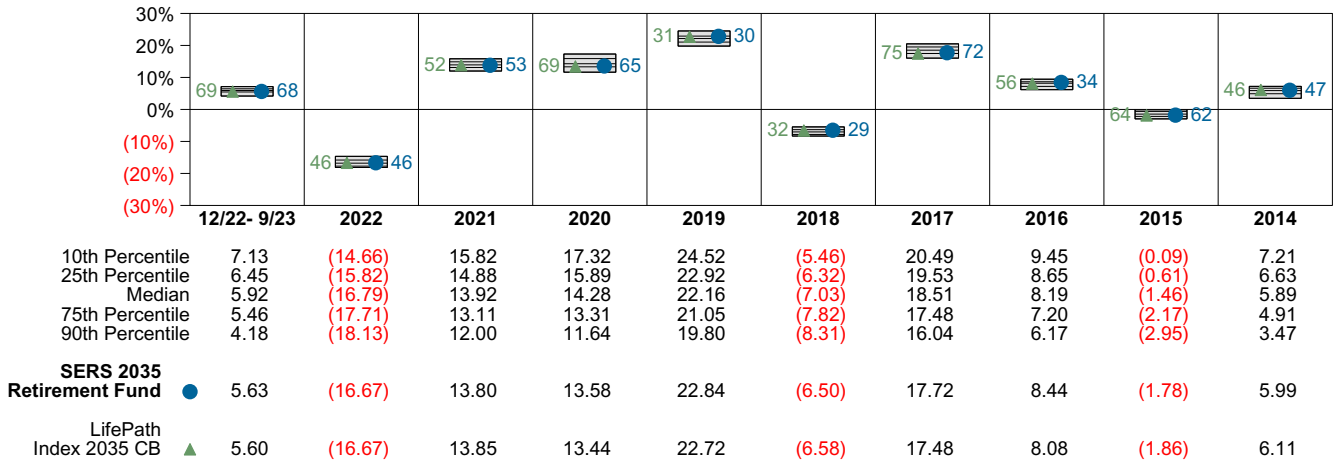 30%
20%
10%
0%
(10%)
(20%)
(30%)
69 68
46 46
52 53
69 65
31 30
32 29
75 72
56 34
64 62
46 47
12/22- 9/23 2022 2021 2020 2019 2018 2017 2016 2015 2014
10th Percentile 7.13 (14.66) 15.82 17.32 24.52 (5.46) 20.49 9.45 (0.09) 7.21
25th Percentile 6.45 (15.82) 14.88 15.89 22.92 (6.32) 19.53 8.65 (0.61) 6.63
Median 5.92 (16.79) 13.92 14.28 22.16 (7.03) 18.51 8.19 (1.46) 5.89
75th Percentile 5.46 (17.71) 13.11 13.31 21.05 (7.82) 17.48 7.20 (2.17) 4.91
90th Percentile 4.18 (18.13) 12.00 11.64 19.80 (8.31) 16.04 6.17 (2.95) 3.47
SERS 2035
Retirement Fund 5.63 (16.67) 13.80 13.58 22.84 (6.50) 17.72 8.44 (1.78) 5.99
LifePath
Index 2035 CB 5.60 (16.67) 13.85 13.44 22.72 (6.58) 17.48 8.08 (1.86) 6.11